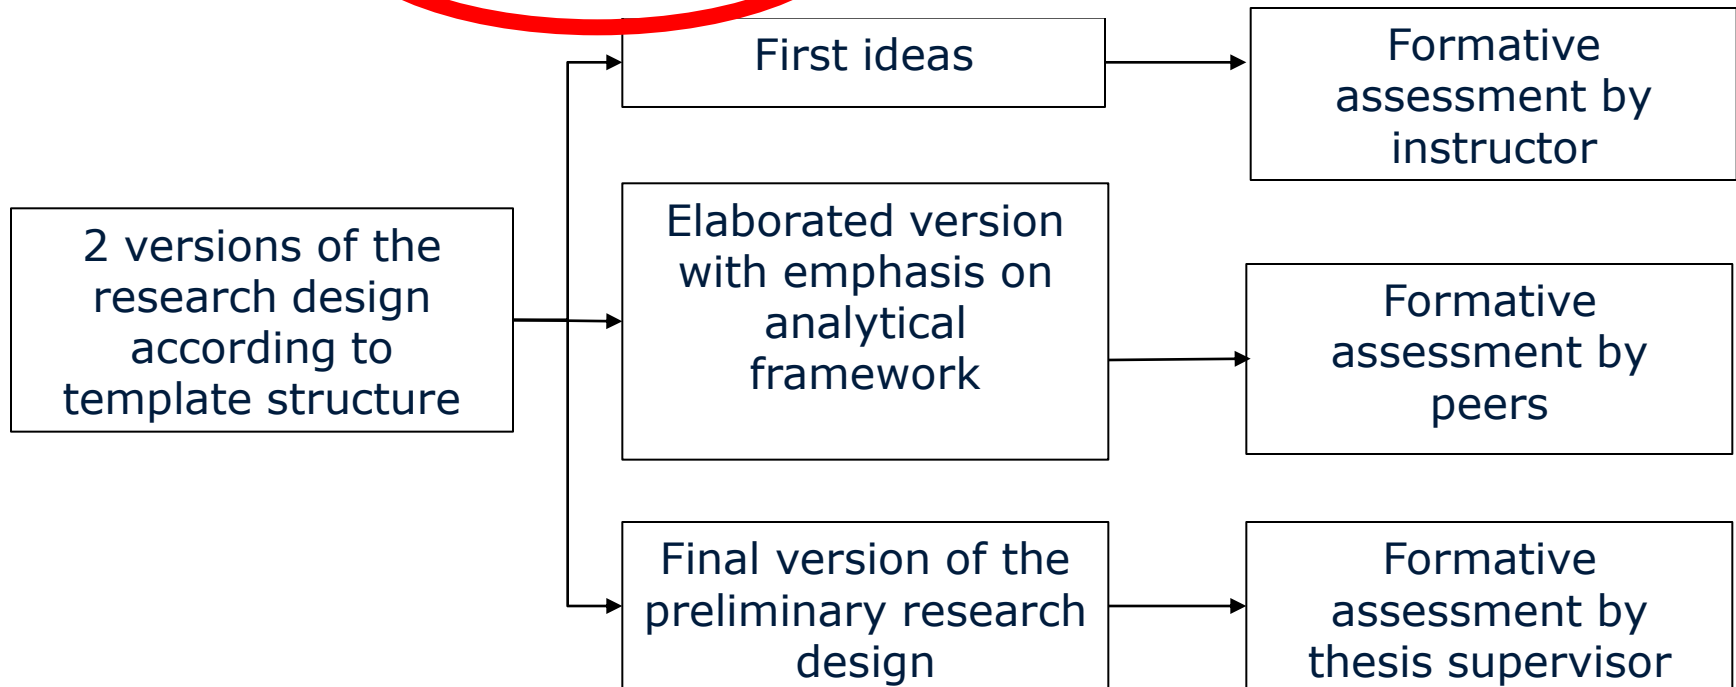 2 versions of the
research design
according to
template structure
First ideas
Formative
assessment by
instructor
Elaborated version
with emphasis on
analytical
framework
Formative
assessment by
peers
Final version of the
preliminary research
design
Formative
assessment by
thesis supervisor